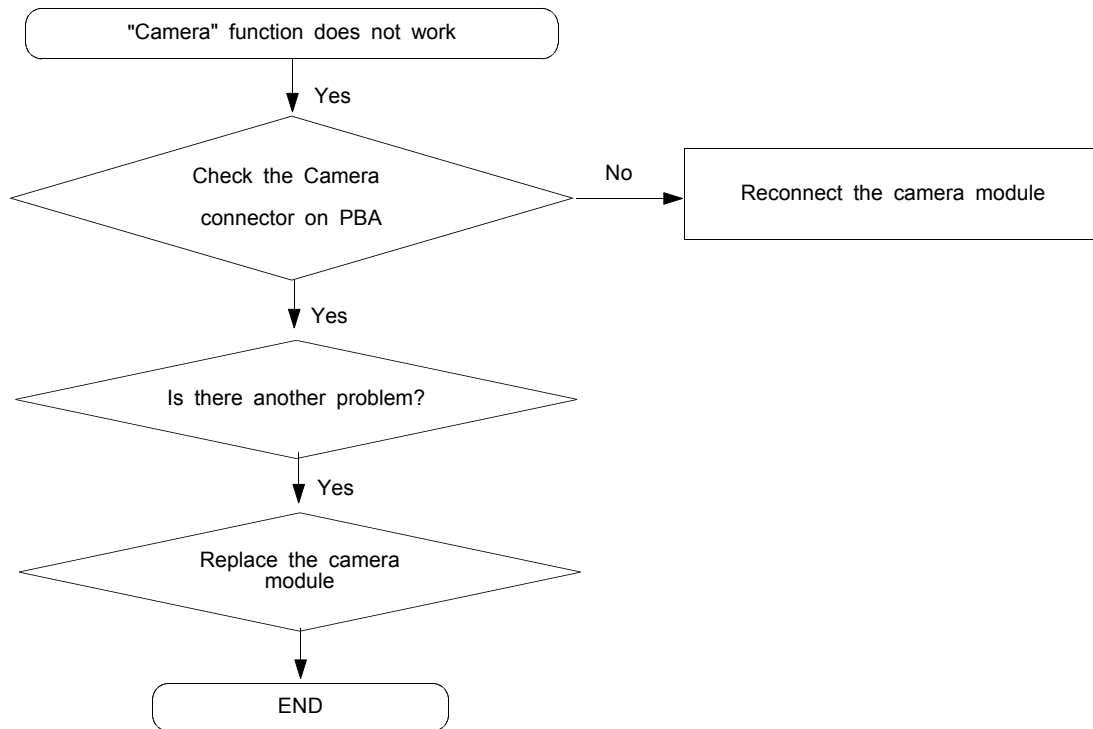 "Camera" function does not work
Yes
Check the Camera
connector on PBA
No
Reconnect the camera module
Yes
Is there another problem?
Yes
Replace the camera
module
END